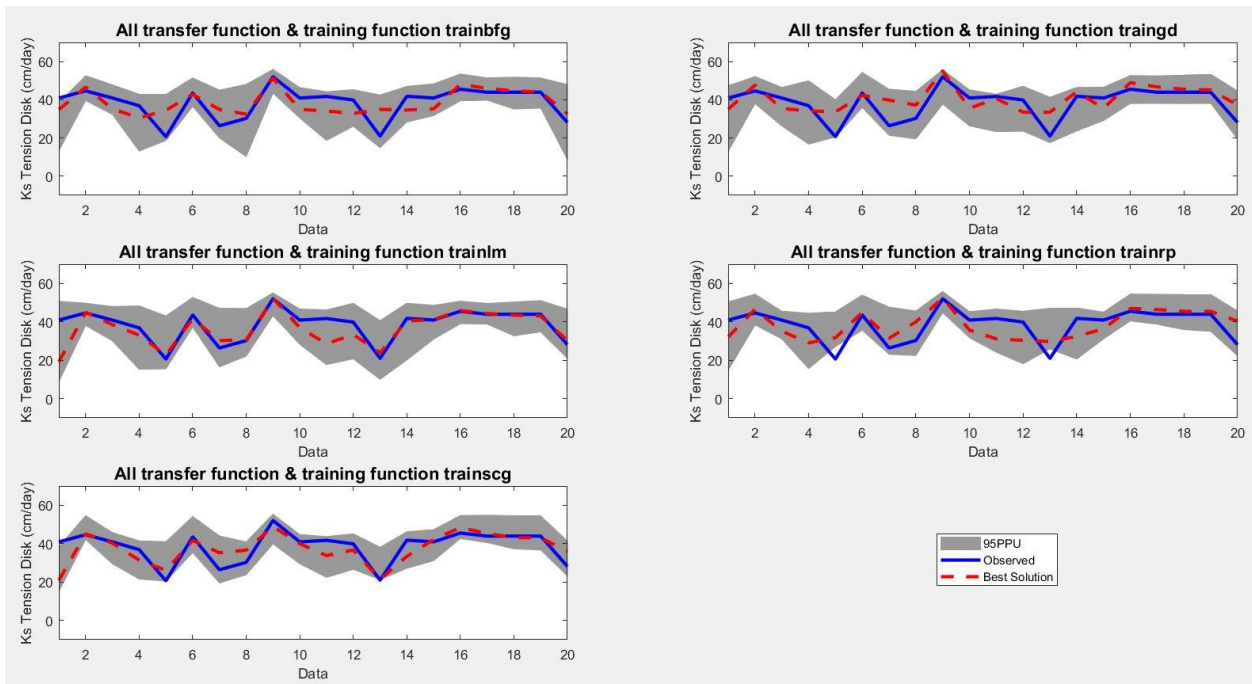 All transfer function & training function trainbfg
60
40
20
0
Ks Tension Disk (cm/day)
2 4 6 8 10 12 14 16 18 20
Data
All transfer function & training function traingd
60
40
20
0
Ks Tension Disk (cm/day)
2 4 6 8 10 12 14 16 18 20
Data
All transfer function & training function trainlm
60
40
20
0
Ks Tension Disk (cm/day)
2 4 6 8 10 12 14 16 18 20
Data
All transfer function & training function trainrp
60
40
20
0
Ks Tension Disk (cm/day)
2 4 6 8 10 12 14 16 18 20
Data
All transfer function & training function trainscg
60
40
20
0
Ks Tension Disk (cm/day)
2 4 6 8 10 12 14 16 18 20
Data
95PPU
Observed
Best Solution